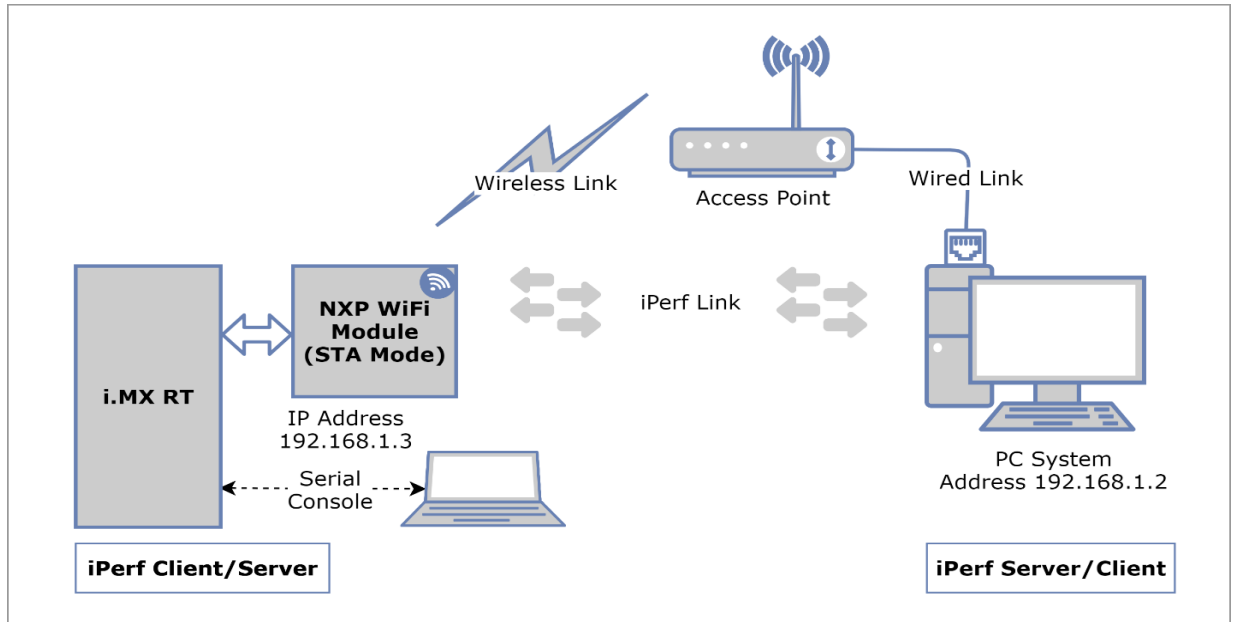 Wireless Link
Access Point
Wired Link
NXP WiFi
Module
(STA Mode)
iPerf Link
i.MX RT
IP Address
192.168.1.3
Serial
Console
PC System
Address 192.168.1.2
iPerf Client/Server
iPerf Server/Client